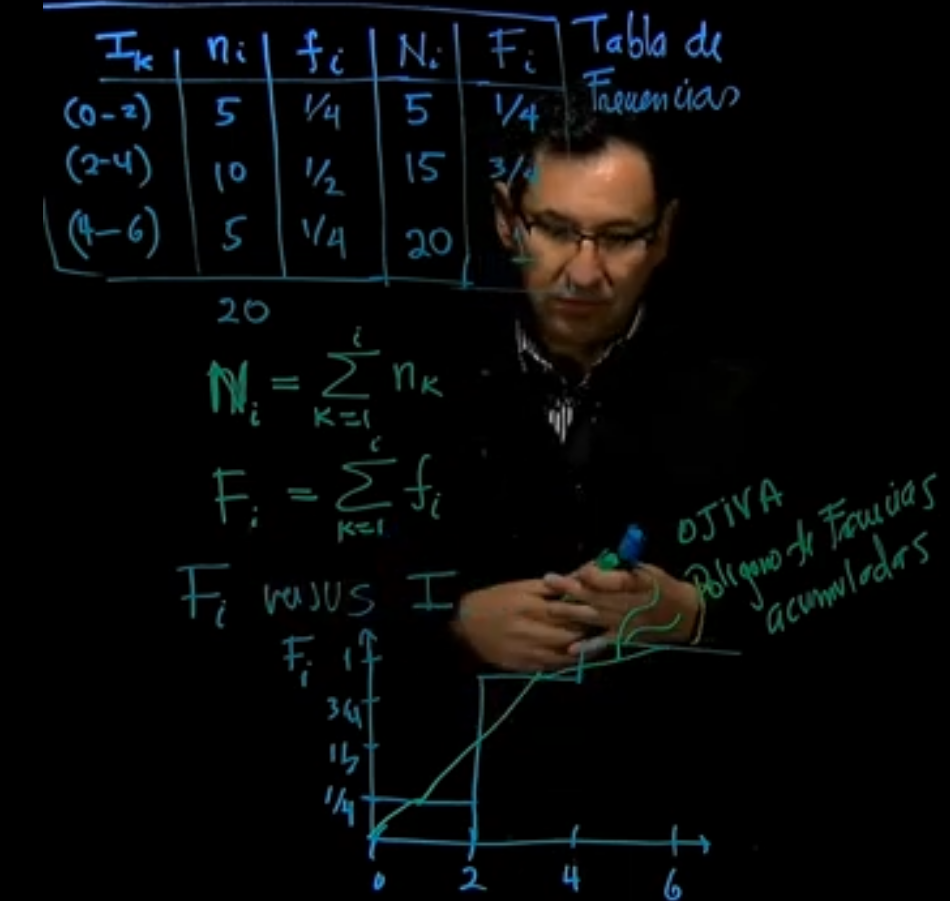 Tabla de
Frecuencias
I_k | n_i | f_i | N_i | F_i
(0-2) 5 1/4 5 1/4
(2-4) 10 1/2 15 3/4
(4-6) 5 1/4 20 1
20
N_i = \sum_{K=1}^{i} n_K
F_i = \sum_{K=1}^{i} f_i
F_i versus I
OJIVA
Poligono de Frecuencias
acumuladas
F_i 1
3/4
1/2
1/4
0 2 4 6